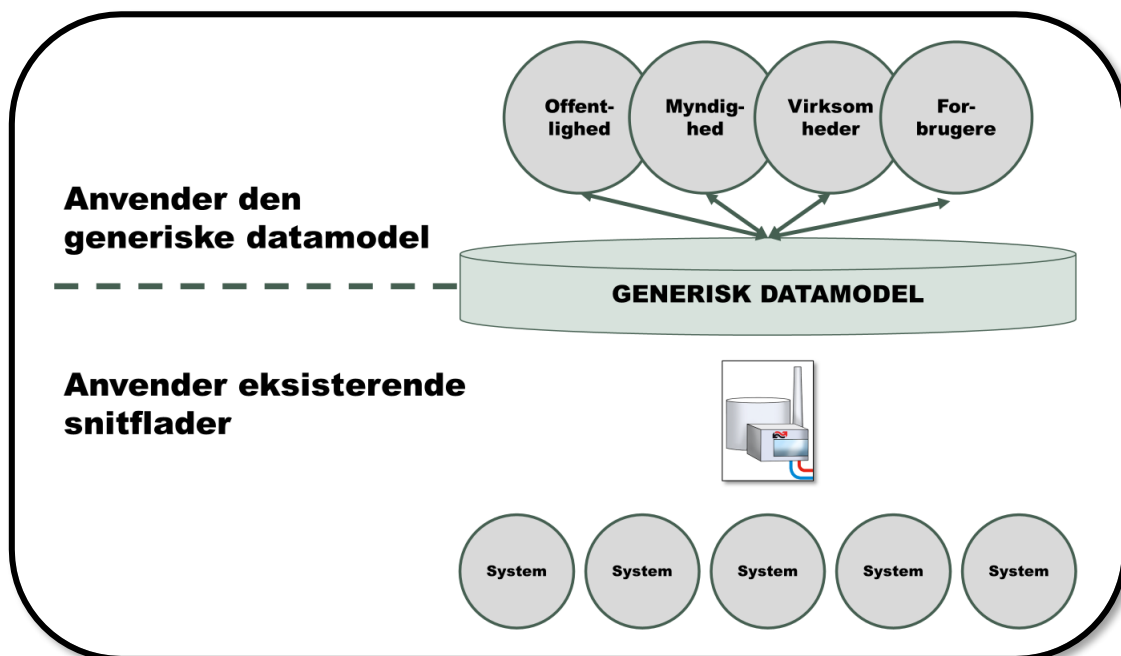 Offent-
lighed
Myndig-
hed
Virksom
heder
For-
brugere
Anvender den
generiske datamodel
GENERISK DATAMODEL
Anvender eksisterende
snitflader
System
System
System
System
System